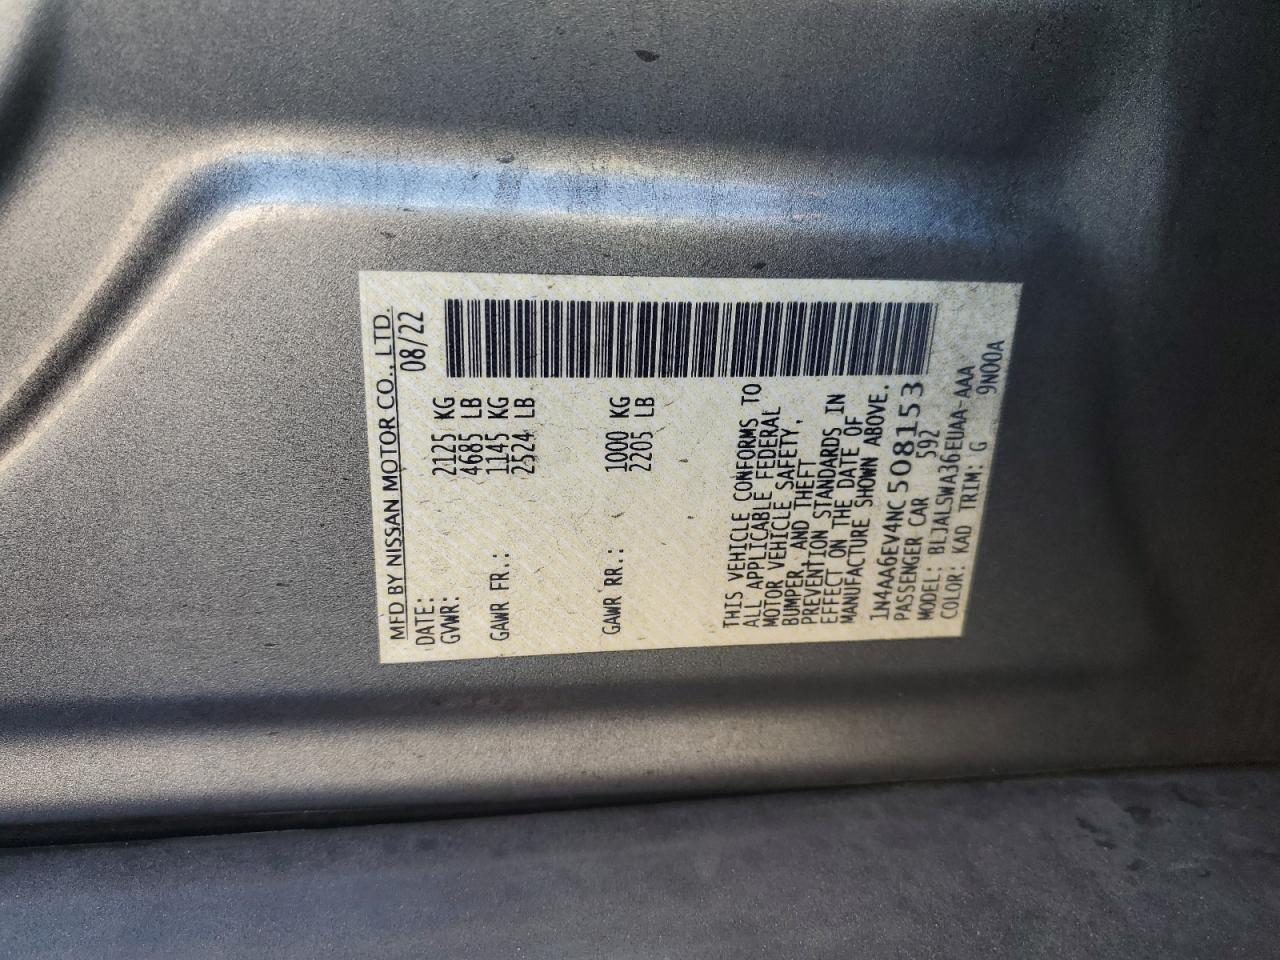 MFD BY NISSAN MOTOR CO., LTD.
DATE: 08/22
GVWR: 2125 KG
4685 LB
GAWR FR.: 1145 KG
2524 LB
GAWR RR.: 1000 KG
2205 LB
THIS VEHICLE CONFORMS TO
ALL APPLICABLE FEDERAL
MOTOR VEHICLE SAFETY,
BUMPER, AND THEFT
PREVENTION STANDARDS IN
EFFECT ON THE DATE OF
MANUFACTURE SHOWN ABOVE.
1N4AA6EV4NC508153
PASSENGER CAR 592
MODEL: BLJALSWA36EUAA-AAA
COLOR: KAD TRIM: G 9N00A